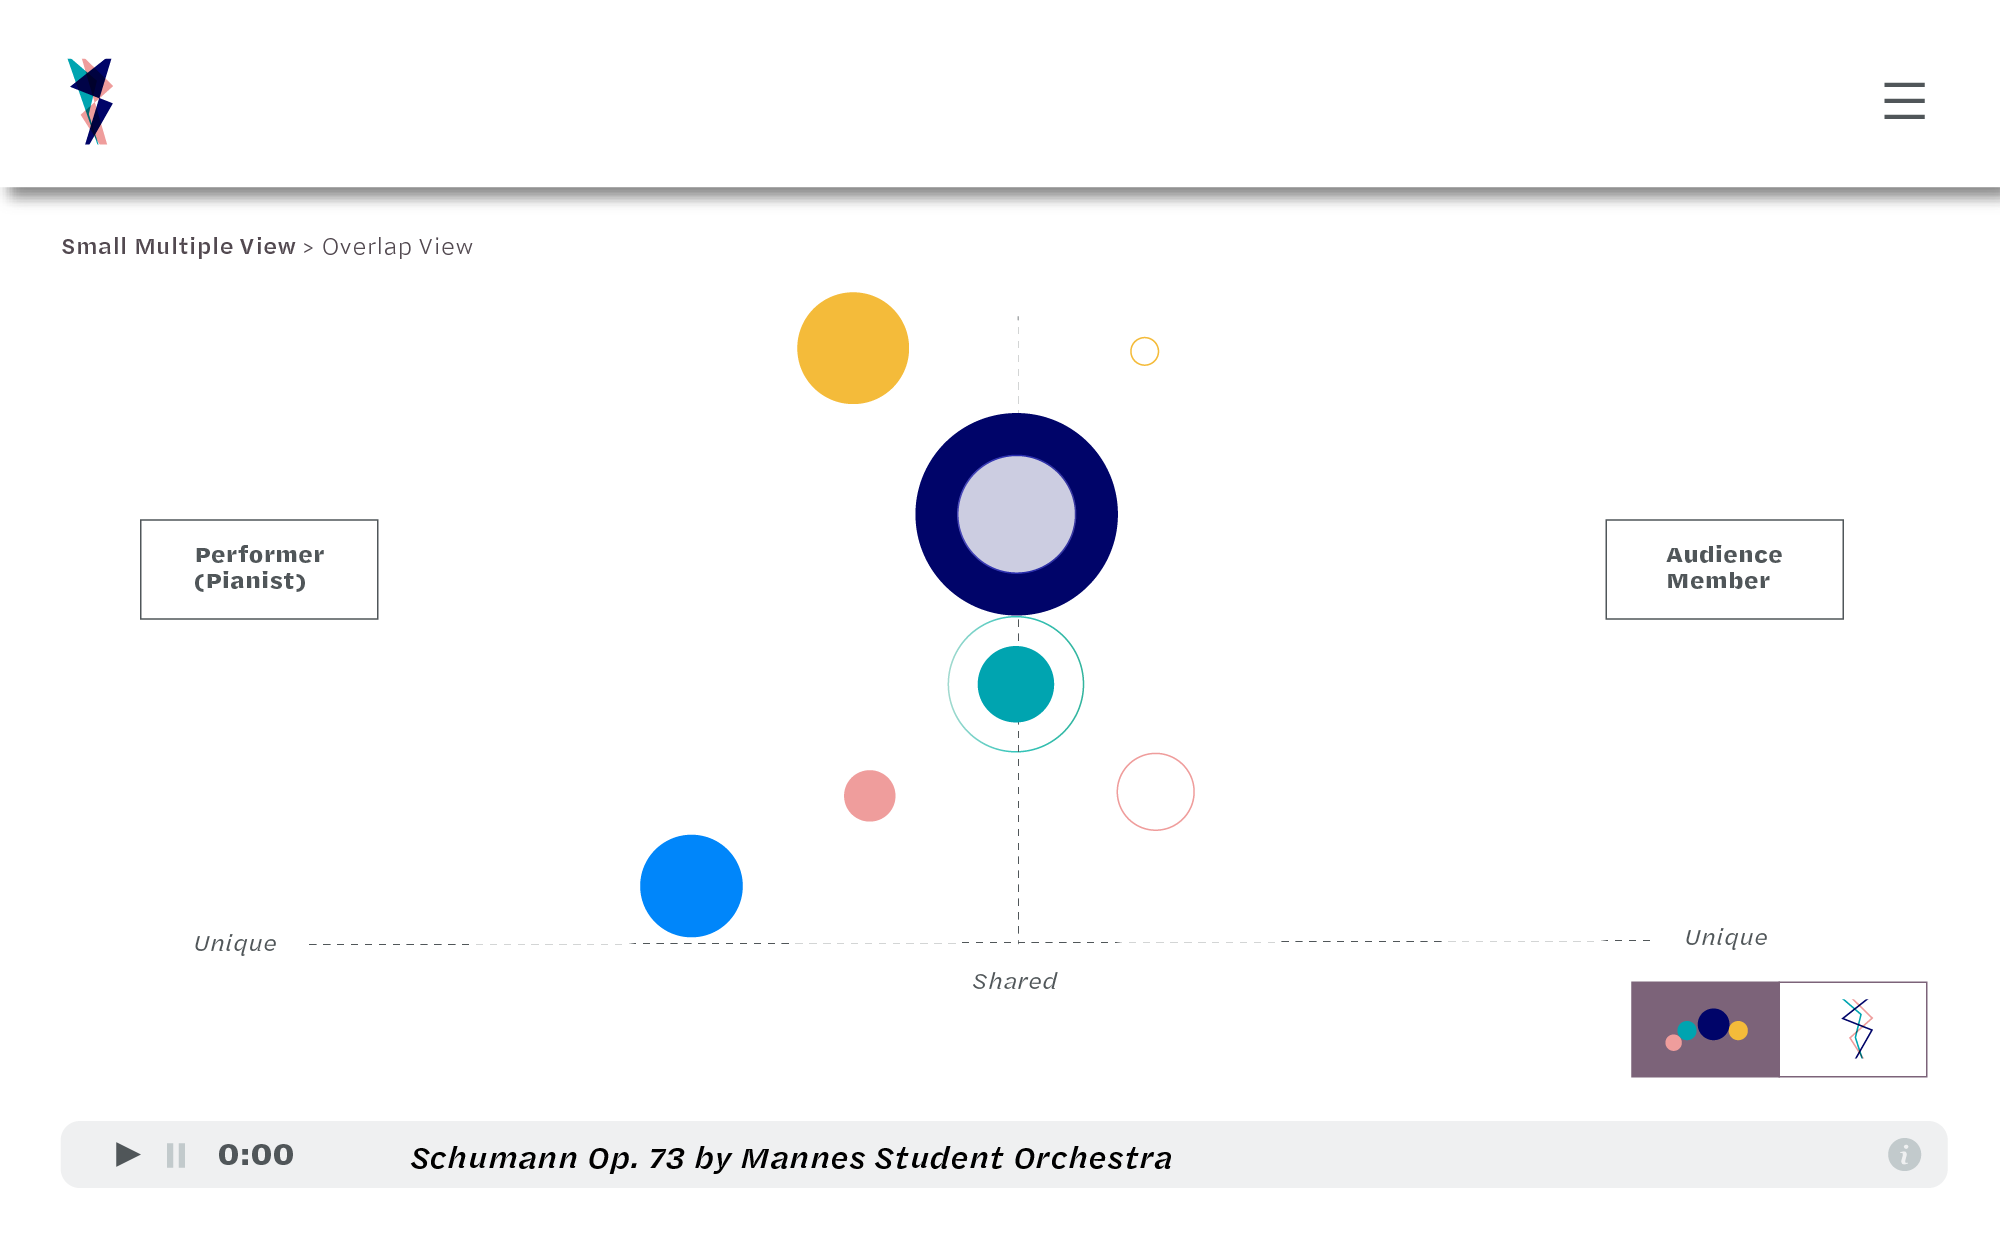 Small Multiple View > Overlap View
Performer
(Pianist)
Audience
Member
Unique
Unique
Shared
0:00
Schumann Op. 73 by Mannes Student Orchestra
i